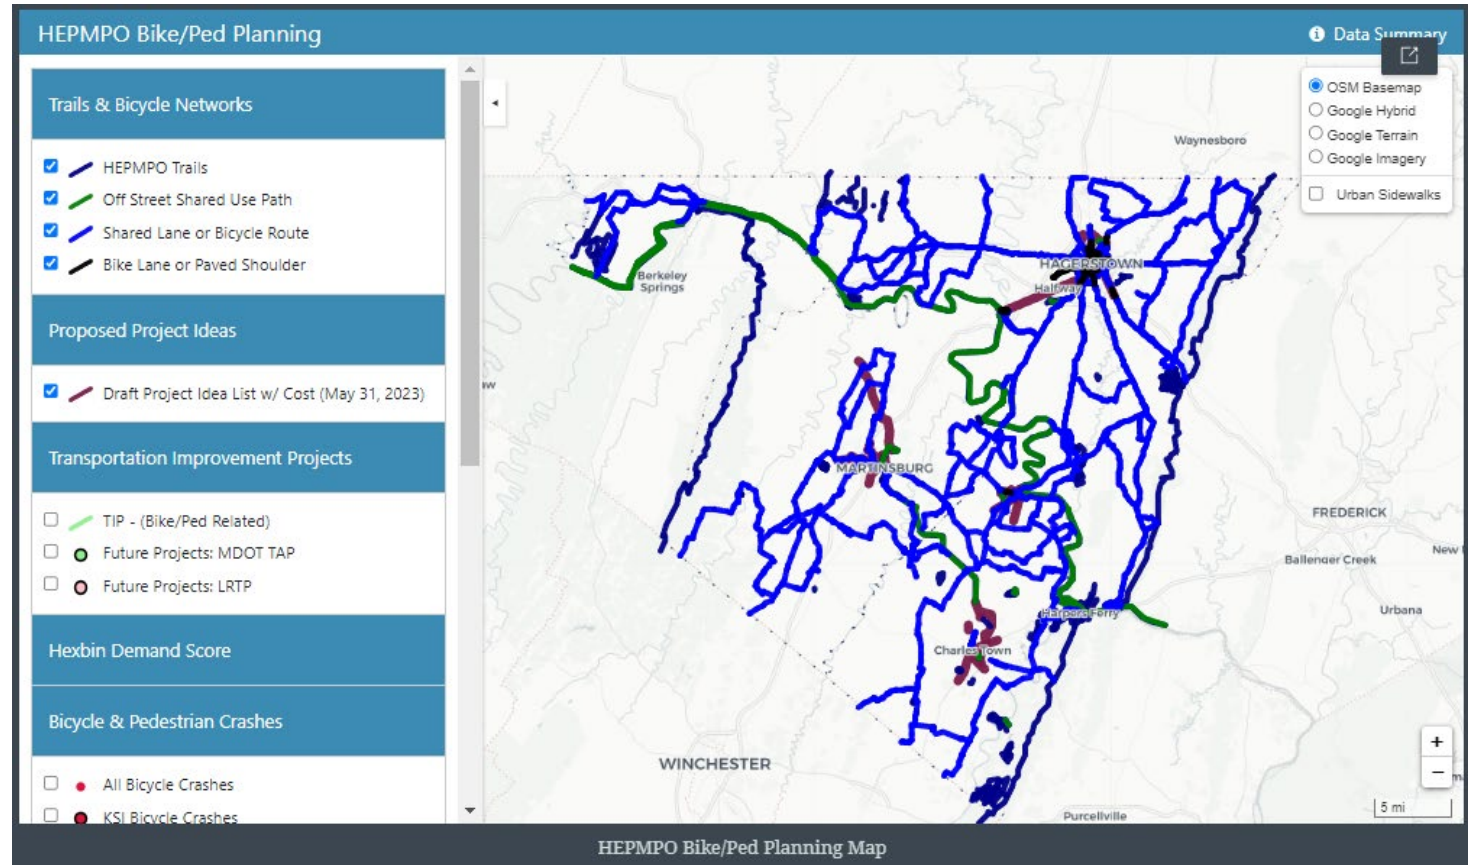 HEPMPO Bike/Ped Planning
Data Summary
Trails & Bicycle Networks
HEPMPO Trails
Off Street Shared Use Path
Shared Lane or Bicycle Route
Bike Lane or Paved Shoulder
Proposed Project Ideas
Draft Project Idea List w/ Cost (May 31, 2023)
Transportation Improvement Projects
TIP - (Bike/Ped Related)
Future Projects: MDOT TAP
Future Projects: LRTP
Hexbin Demand Score
Bicycle & Pedestrian Crashes
All Bicycle Crashes
KSI Bicycle Crashes
OSM Basemap
Google Hybrid
Google Terrain
Google Imagery
Urban Sidewalks
Waynesboro
HAGERSTOWN
Halfway
Berkeley
Springs
aw
MARTINSBURG
FREDERICK
Ballenger Creek
New
Urbana
Harpers Ferry
Charles Town
WINCHESTER
Purcellville
+
−
5 mi
HEPMPO Bike/Ped Planning Map